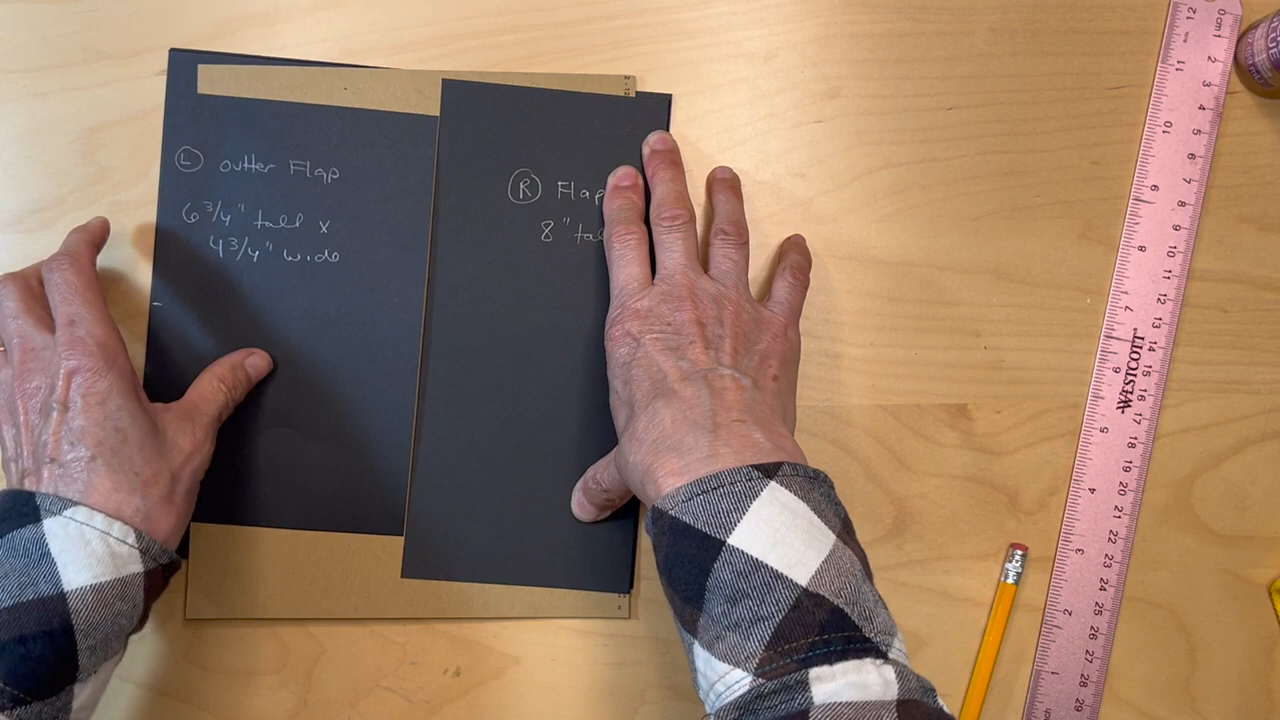 L outter Flap
6 3/4" tall x
4 3/4" wide
R Flap
8" tal
WESTCOTT